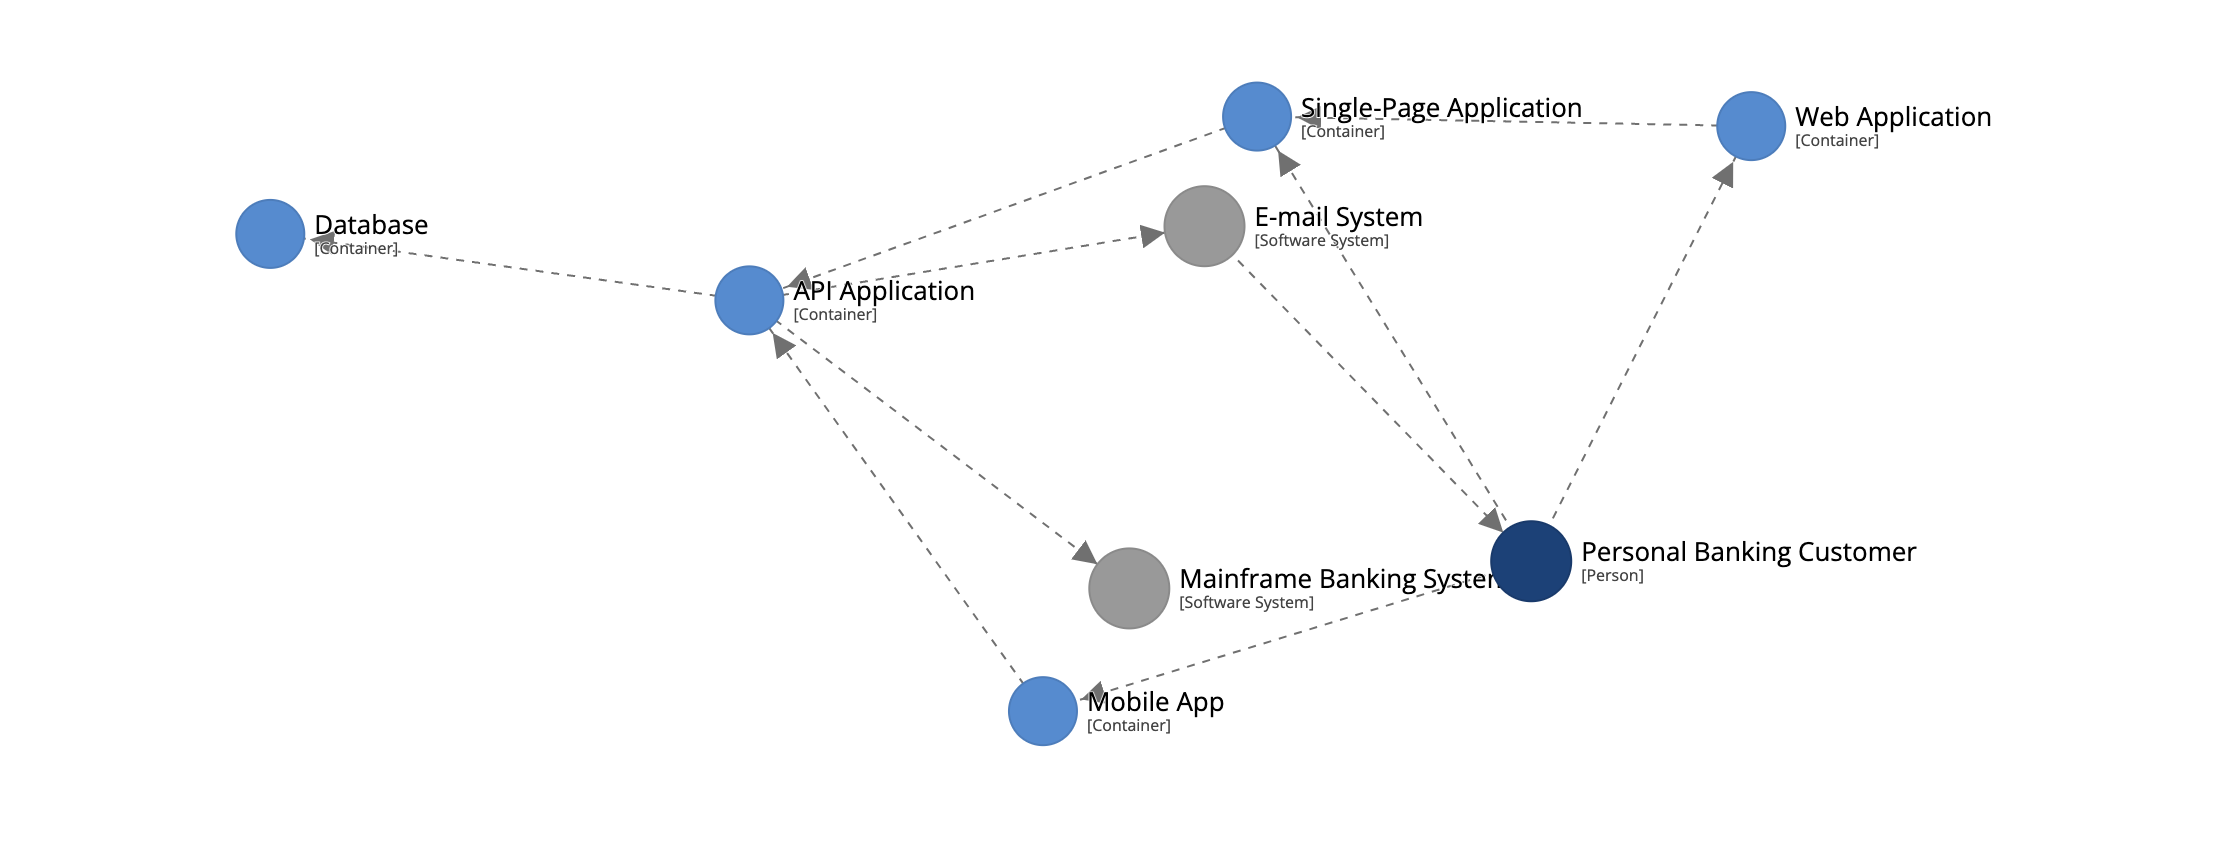 Single-Page Application
[Container]
Web Application
[Container]
Database
[Container]
E-mail System
[Software System]
API Application
[Container]
Mainframe Banking System
[Software System]
Personal Banking Customer
[Person]
Mobile App
[Container]